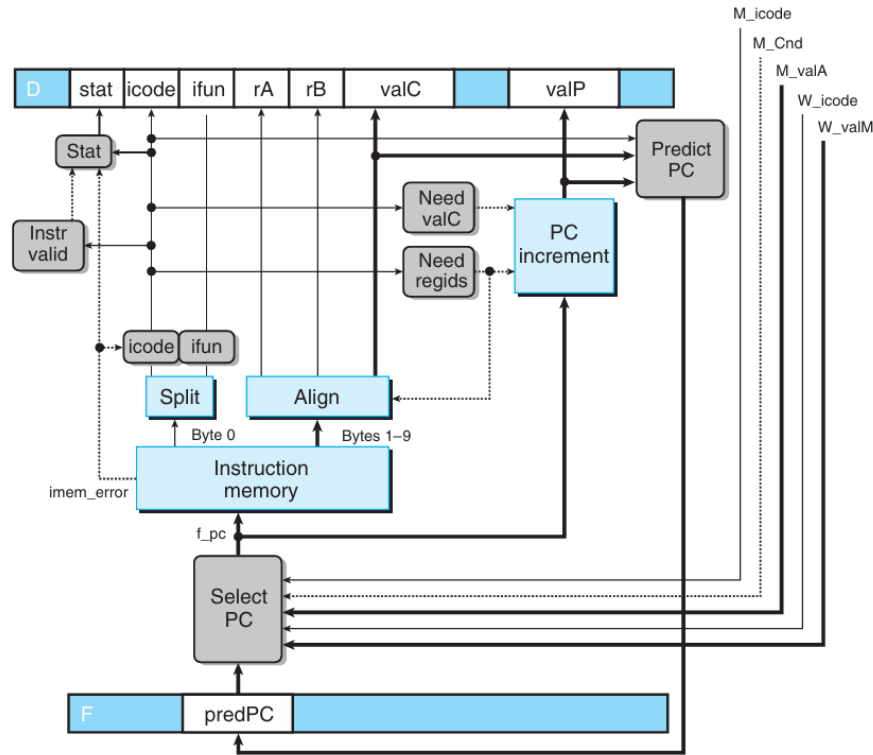 M_icode
M_Cnd
M_valA
W_icode
W_valM
D
stat
icode
ifun
rA
rB
valC
valP
Stat
Predict
PC
Need
valC
Instr
valid
PC
increment
Need
regids
icode
ifun
Split
Align
Byte 0
Bytes 1–9
Instruction
memory
imem_error
f_pc
Select
PC
F
predPC